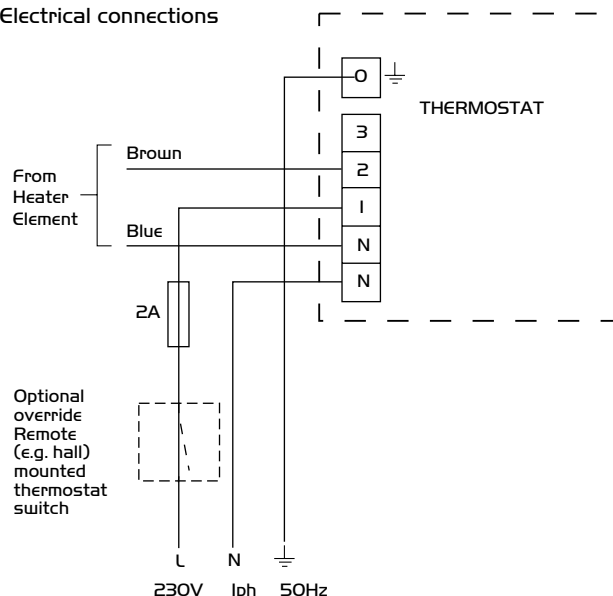 Electrical connections
O
THERMOSTAT
3
2
1
N
N
From
Heater
Element
Brown
Blue
2A
Optional
override
Remote
(e.g. hall)
mounted
thermostat
switch
L N
230V 1ph 50Hz